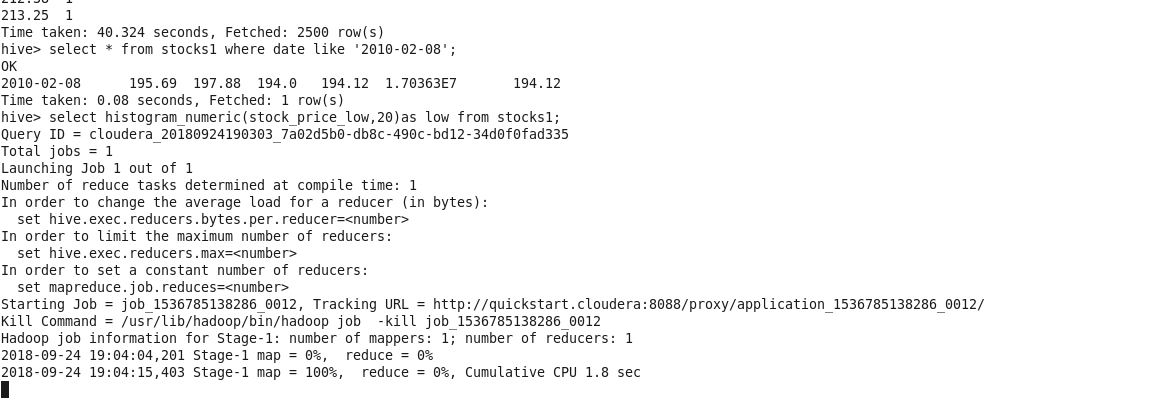 212.38  1
213.25  1
Time taken: 40.324 seconds, Fetched: 2500 row(s)
hive> select * from stocks1 where date like '2010-02-08';
OK
2010-02-08      195.69  197.88  194.0   194.12  1.70363E7       194.12
Time taken: 0.08 seconds, Fetched: 1 row(s)
hive> select histogram_numeric(stock_price_low,20)as low from stocks1;
Query ID = cloudera_20180924190303_7a02d5b0-db8c-490c-bd12-34d0f0fad335
Total jobs = 1
Launching Job 1 out of 1
Number of reduce tasks determined at compile time: 1
In order to change the average load for a reducer (in bytes):
  set hive.exec.reducers.bytes.per.reducer=<number>
In order to limit the maximum number of reducers:
  set hive.exec.reducers.max=<number>
In order to set a constant number of reducers:
  set mapreduce.job.reduces=<number>
Starting Job = job_1536785138286_0012, Tracking URL = http://quickstart.cloudera:8088/proxy/application_1536785138286_0012/
Kill Command = /usr/lib/hadoop/bin/hadoop job  -kill job_1536785138286_0012
Hadoop job information for Stage-1: number of mappers: 1; number of reducers: 1
2018-09-24 19:04:04,201 Stage-1 map = 0%,  reduce = 0%
2018-09-24 19:04:15,403 Stage-1 map = 100%,  reduce = 0%, Cumulative CPU 1.8 sec